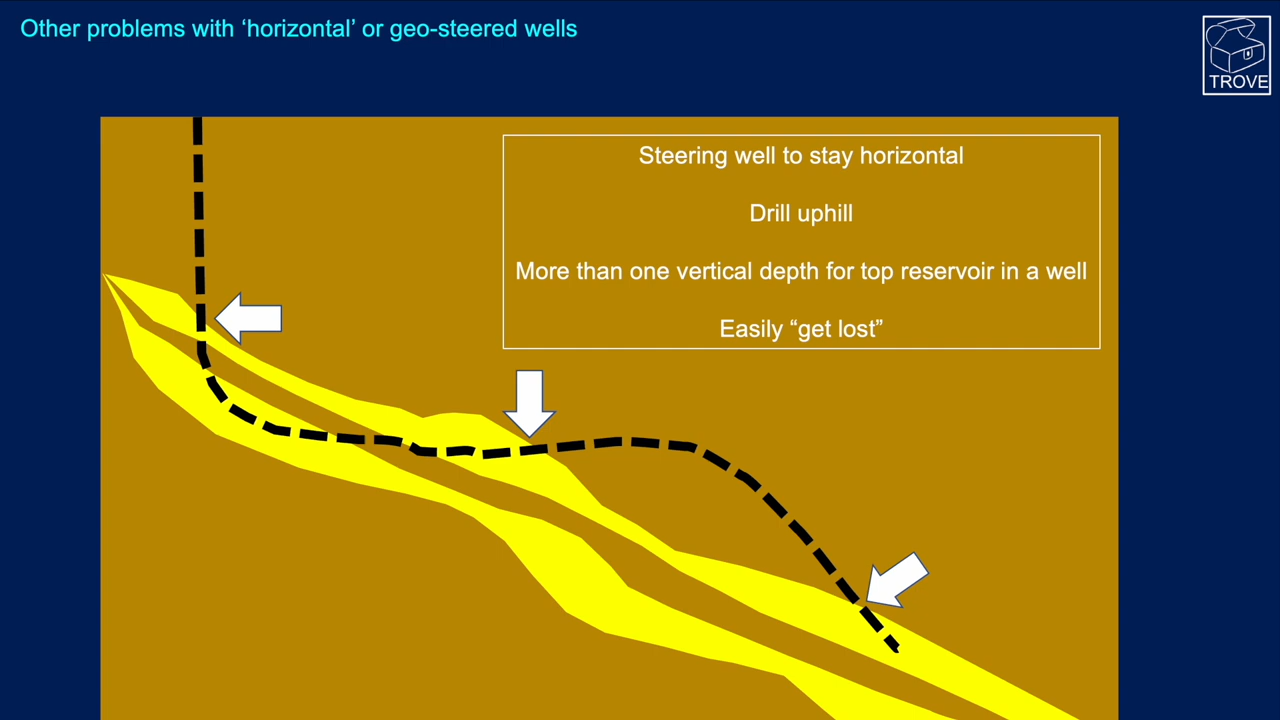 Other problems with ‘horizontal’ or geo-steered wells
TROVE
Steering well to stay horizontal
Drill uphill
More than one vertical depth for top reservoir in a well
Easily “get lost”